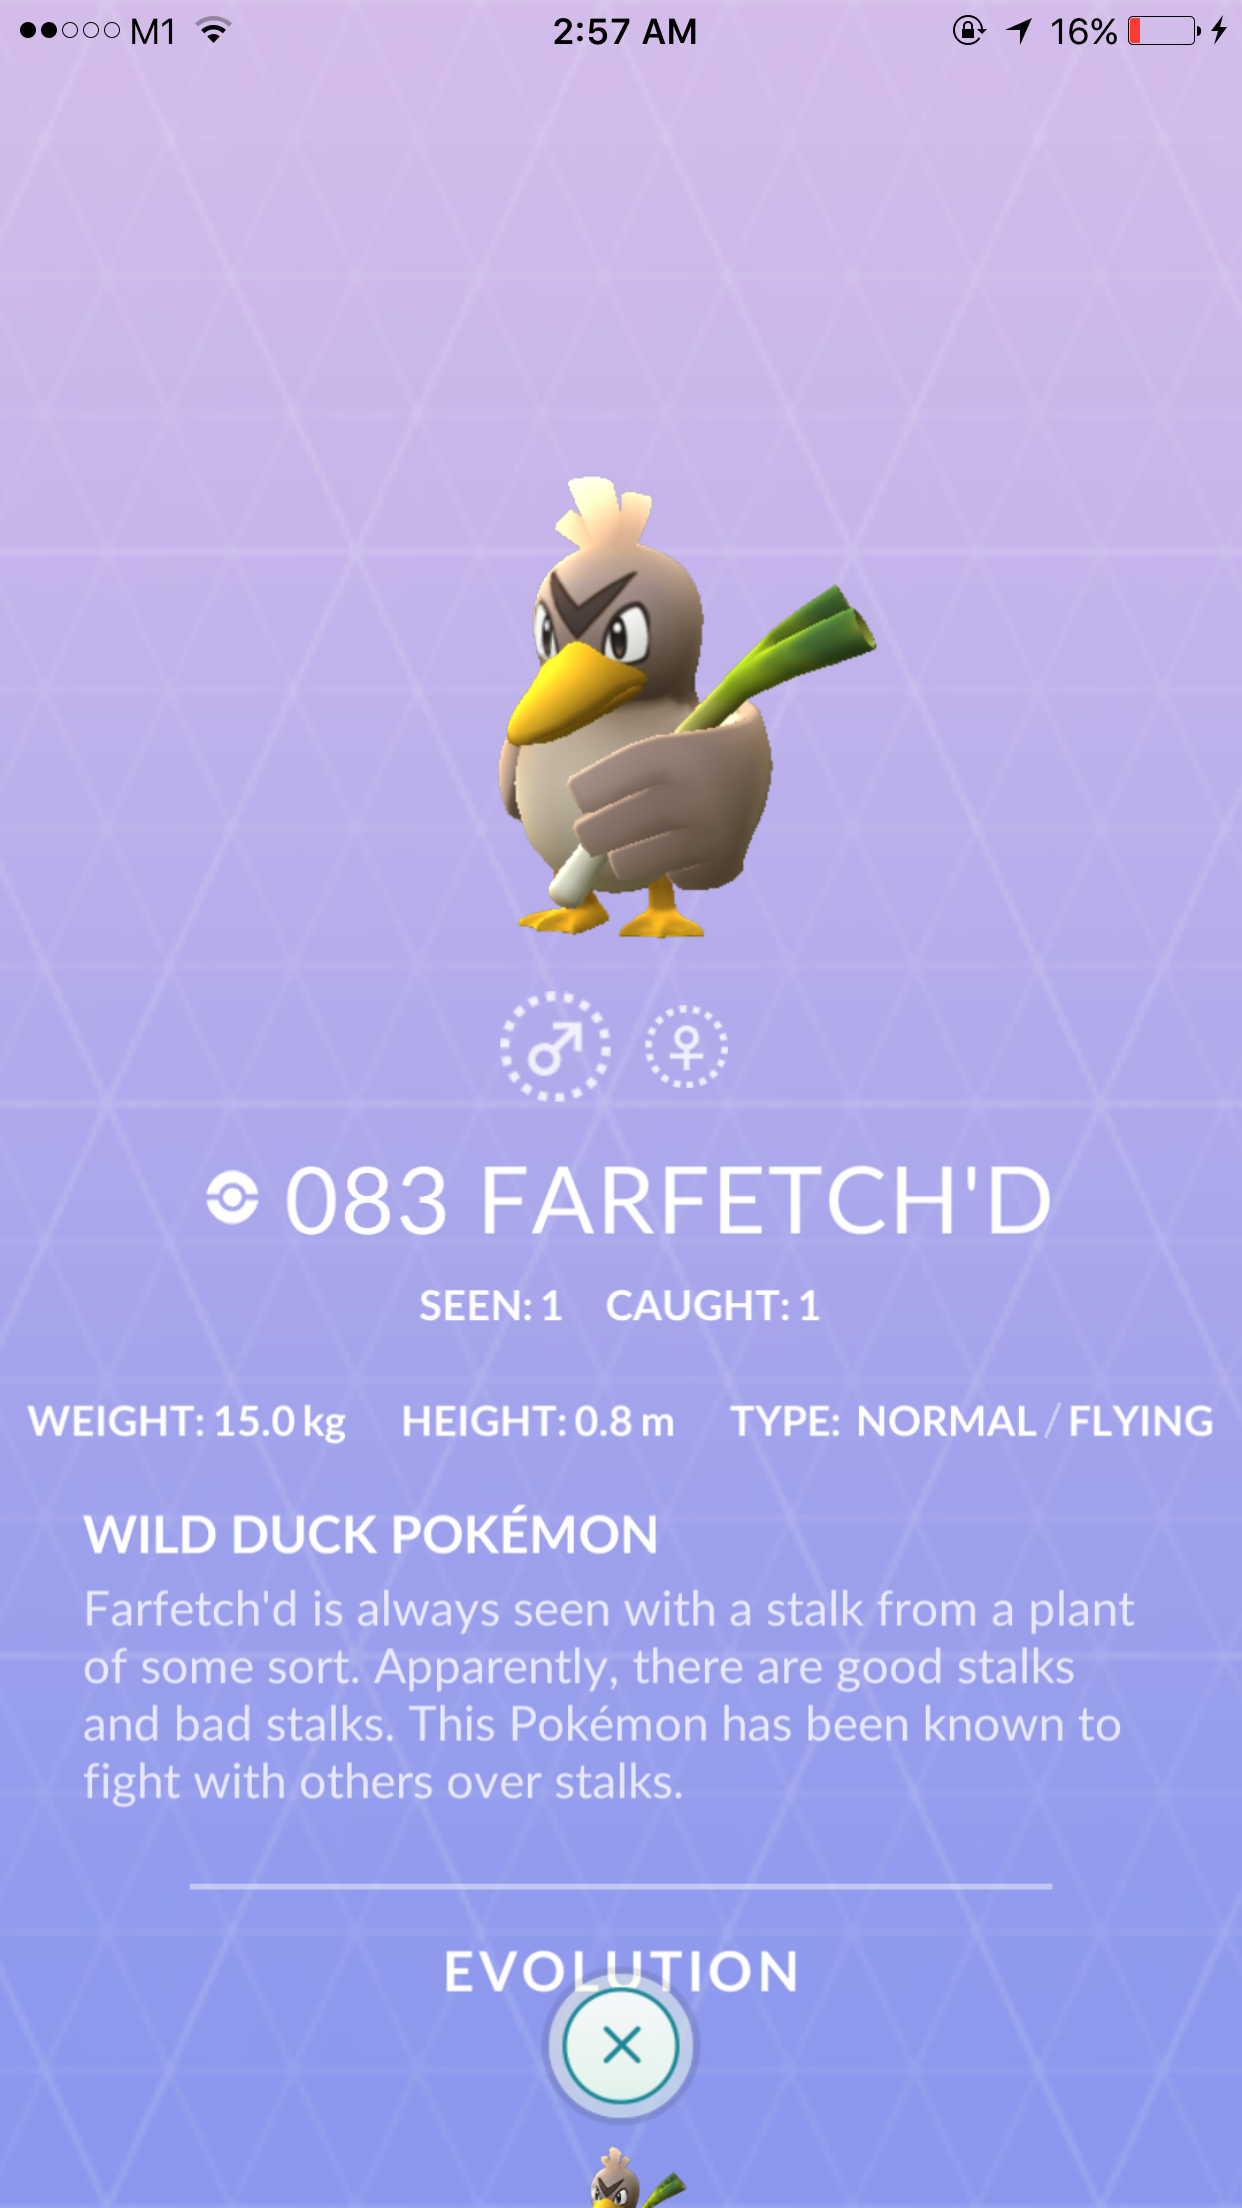 M1 2:57 AM 16%
083 FARFETCH'D
SEEN: 1 CAUGHT: 1
WEIGHT: 15.0 kg HEIGHT: 0.8 m TYPE: NORMAL / FLYING
WILD DUCK POKÉMON
Farfetch'd is always seen with a stalk from a plant
of some sort. Apparently, there are good stalks
and bad stalks. This Pokémon has been known to
fight with others over stalks.
EVOLUTION